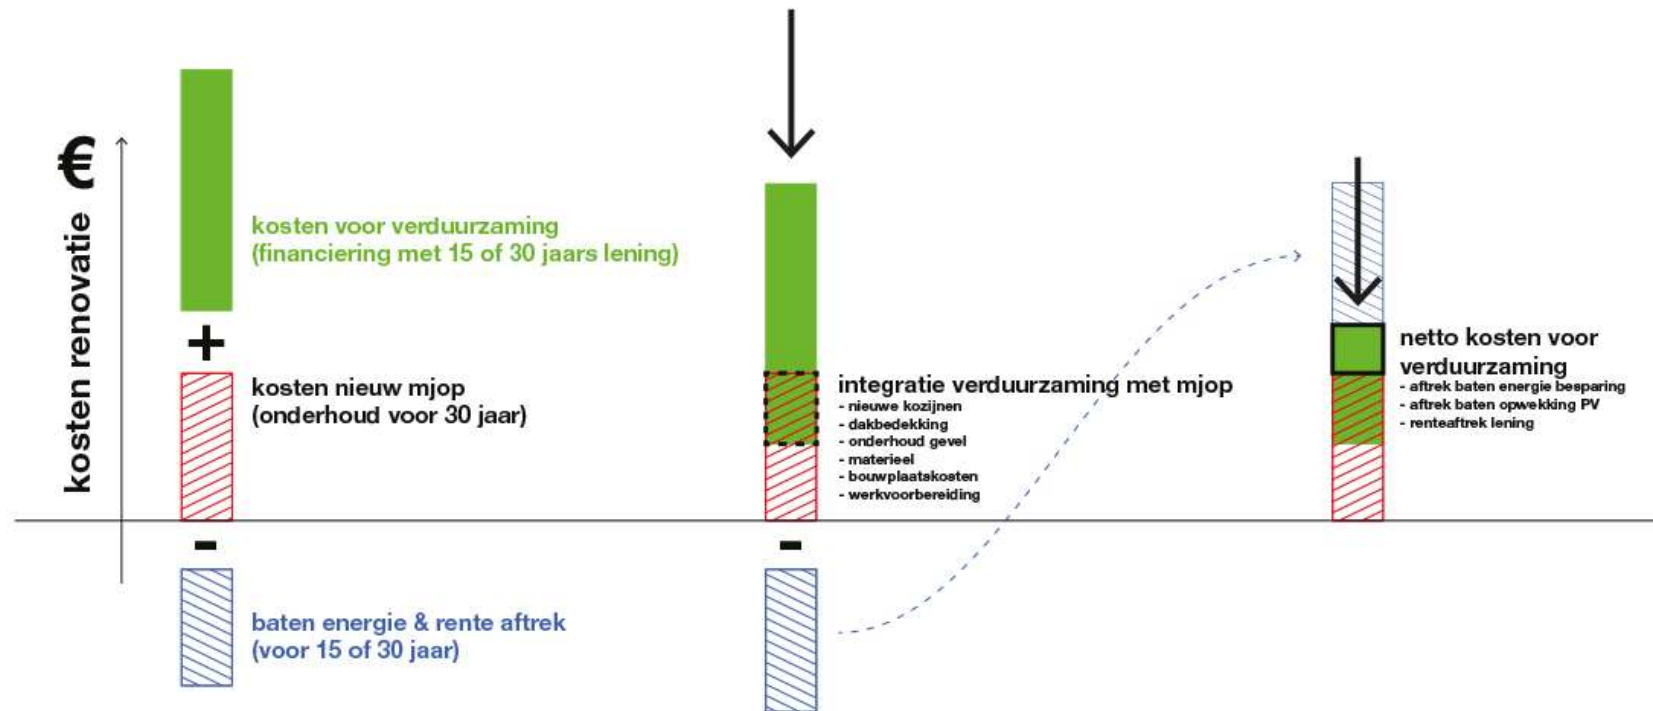 kosten renovatie €
kosten voor verduurzaming
(financiering met 15 of 30 jaars lening)
+
kosten nieuw mjop
(onderhoud voor 30 jaar)
-
baten energie & rente aftrek
(voor 15 of 30 jaar)
integratie verduurzaming met mjop
- nieuwe kozijnen
- dakbedekking
- onderhoud gevel
- materieel
- bouwplaatskosten
- werkvoorbereiding
-
netto kosten voor
verduurzaming
- aftrek baten energie besparing
- aftrek baten opwekking PV
- renteaftrek lening